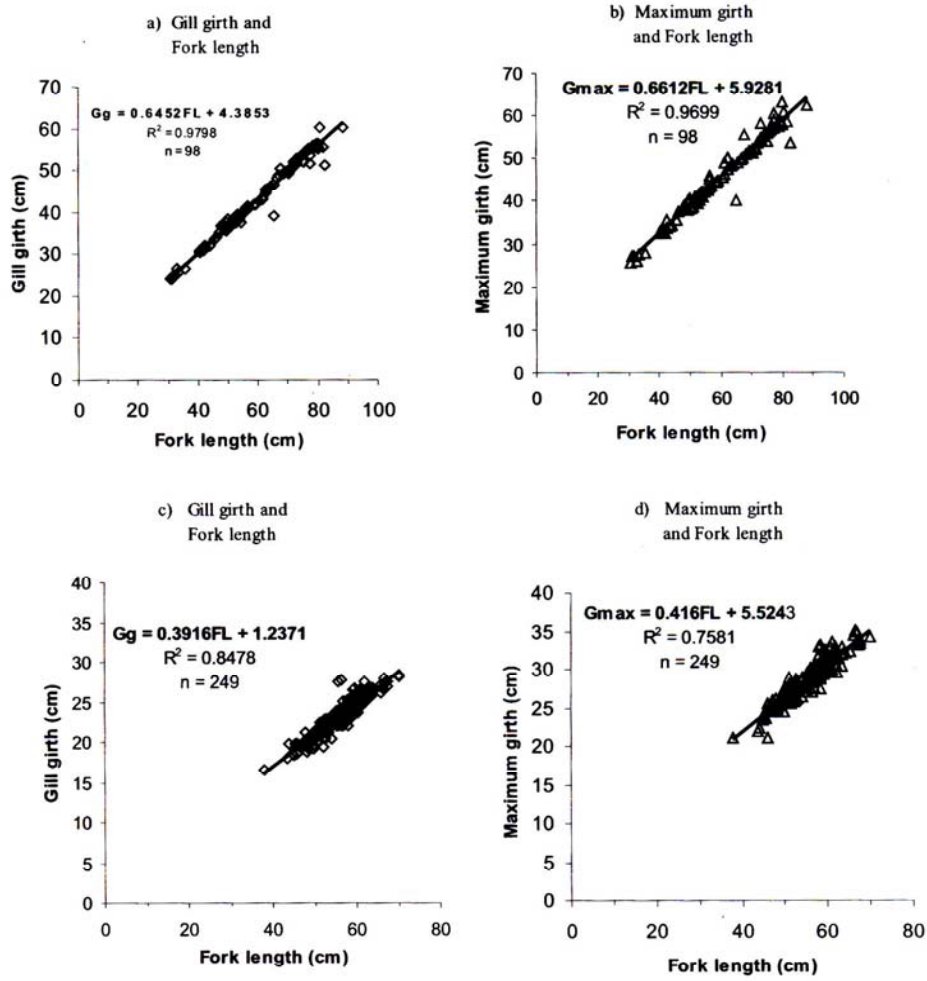 a) Gill girth and
Fork length
Gg = 0.6452FL + 4.3853
R² = 0.9798
n = 98
70
60
50
40
30
20
10
0
Gill girth (cm)
0 20 40 60 80 100
Fork length (cm)
b) Maximum girth
and Fork length
Gmax = 0.6612FL + 5.9281
R² = 0.9699
n = 98
70
60
50
40
30
20
10
0
Maximum girth (cm)
0 20 40 60 80 100
Fork length (cm)
c) Gill girth and
Fork length
Gg = 0.3916FL + 1.2371
R² = 0.8478
n = 249
40
35
30
25
20
15
10
5
0
Gill girth (cm)
0 20 40 60 80
Fork length (cm)
d) Maximum girth
and Fork length
Gmax = 0.416FL + 5.5243
R² = 0.7581
n = 249
40
35
30
25
20
15
10
5
0
Maximum girth (cm)
0 20 40 60 80
Fork length (cm)